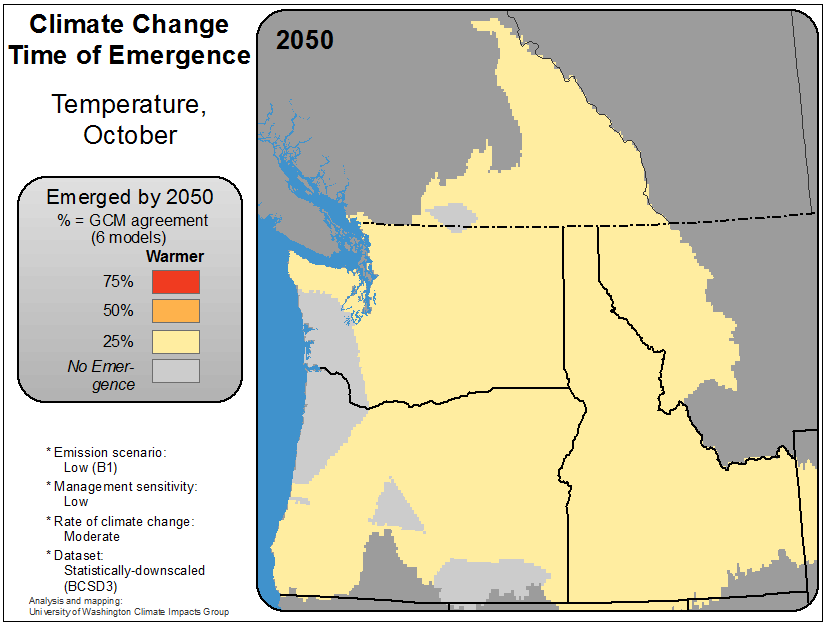 Climate Change
Time of Emergence
Temperature,
October
Emerged by 2050
% = GCM agreement
(6 models)
Warmer
75%
50%
25%
No Emer-
gence
* Emission scenario:
Low (B1)
* Management sensitivity:
Low
* Rate of climate change:
Moderate
* Dataset:
Statistically-downscaled
(BCSD3)
Analysis and mapping:
University of Washington Climate Impacts Group
2050